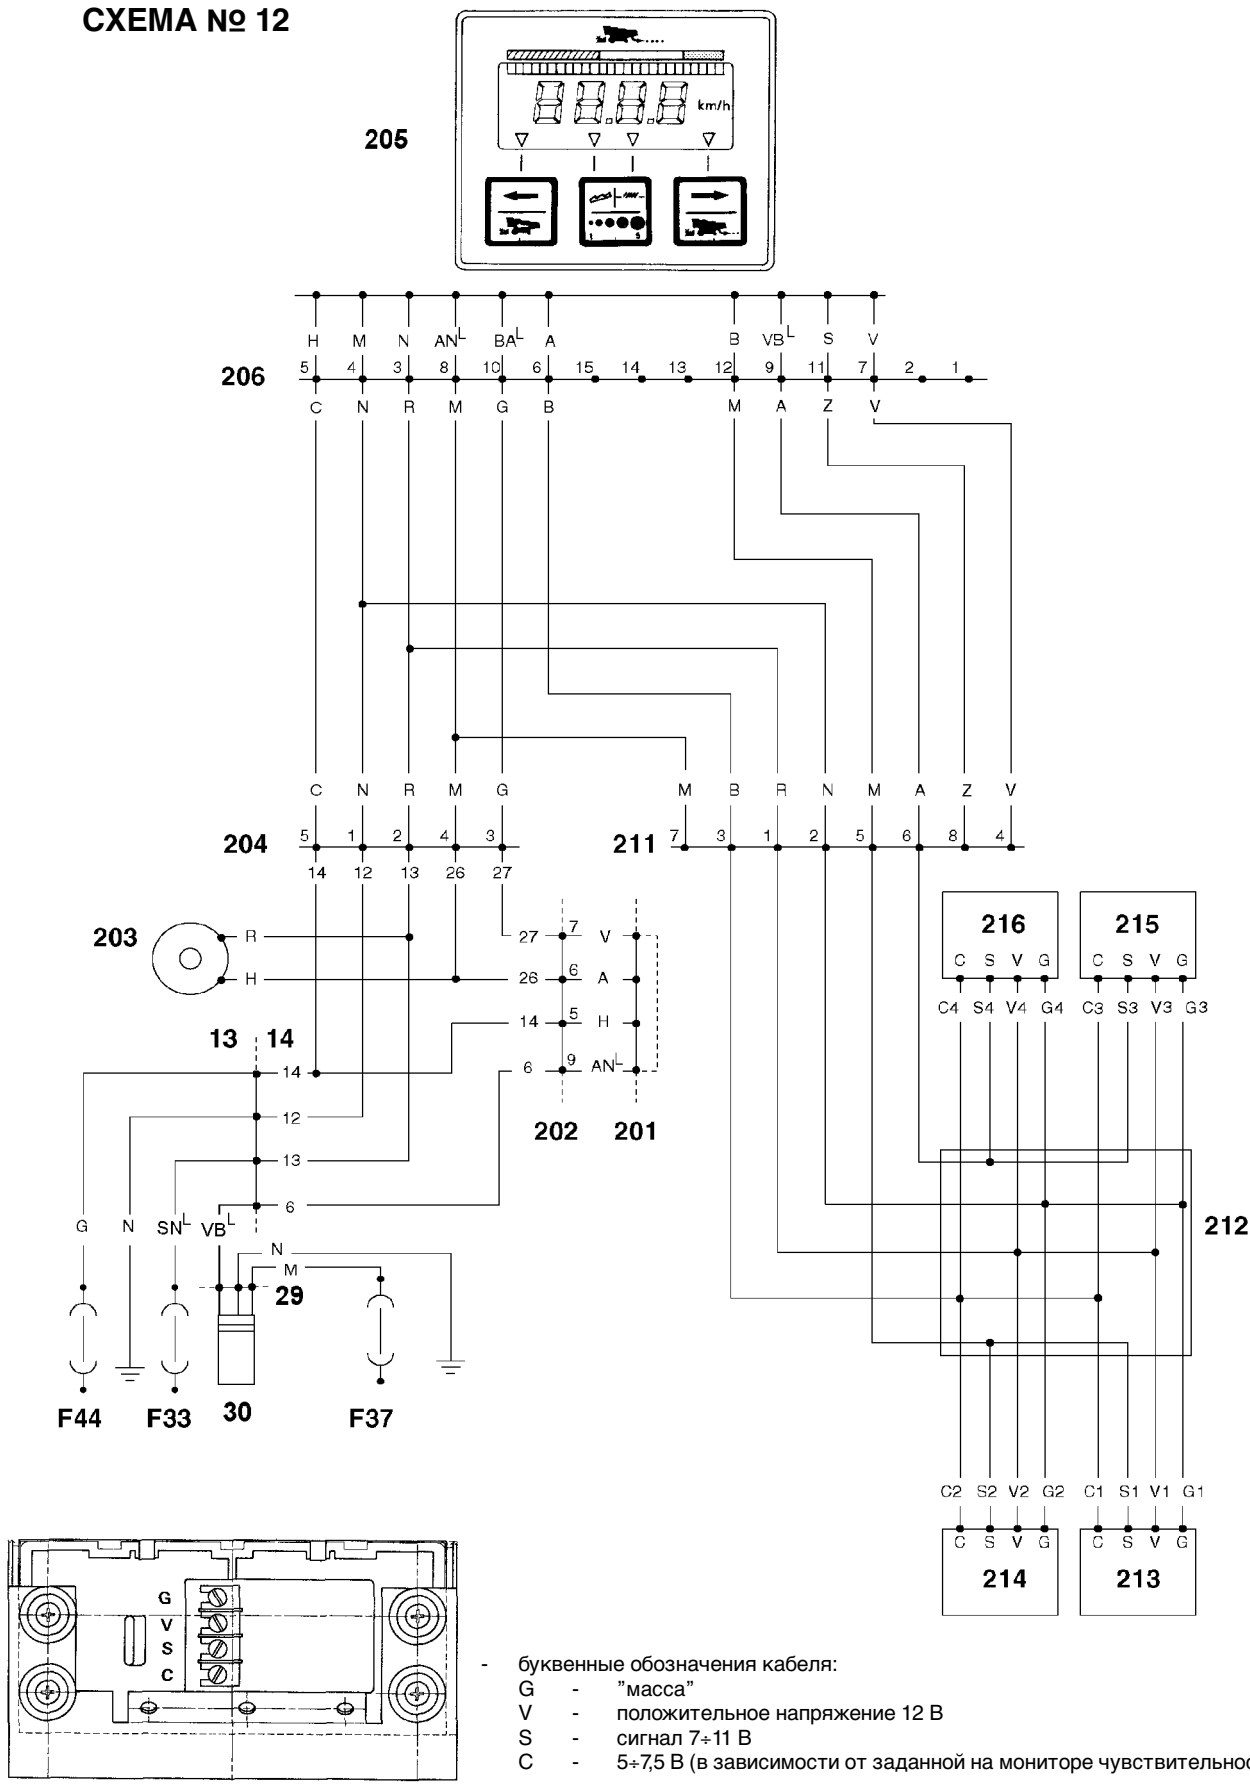 СХЕМА № 12
km/h
205
1 5
H M N AN L BA L A B VB L S V
206 5 4 3 8 10 6 15 14 13 12 9 11 7 2 1
C N R M G B M A Z V
C N R M G M B R N M A Z V
204 5 1 2 4 3 211 7 3 1 2 5 6 8 4
14 12 13 26 27
216 215
C S V G C S V G
203 R 27 7 V
H 26 6 A
C4 S4 V4 G4 C3 S3 V3 G3
14 5 H
13 14
14 6 9 AN L
12 202 201
13
6
G N SN L VB L 212
N
M
29
F44 F33 30 F37
C2 S2 V2 G2 C1 S1 V1 G1
C S V G C S V G
214 213
G
V
S
C
- буквенные обозначения кабеля:
G - "масса"
V - положительное напряжение 12 В
S - сигнал 7÷11 В
C - 5÷7,5 В (в зависимости от заданной на мониторе